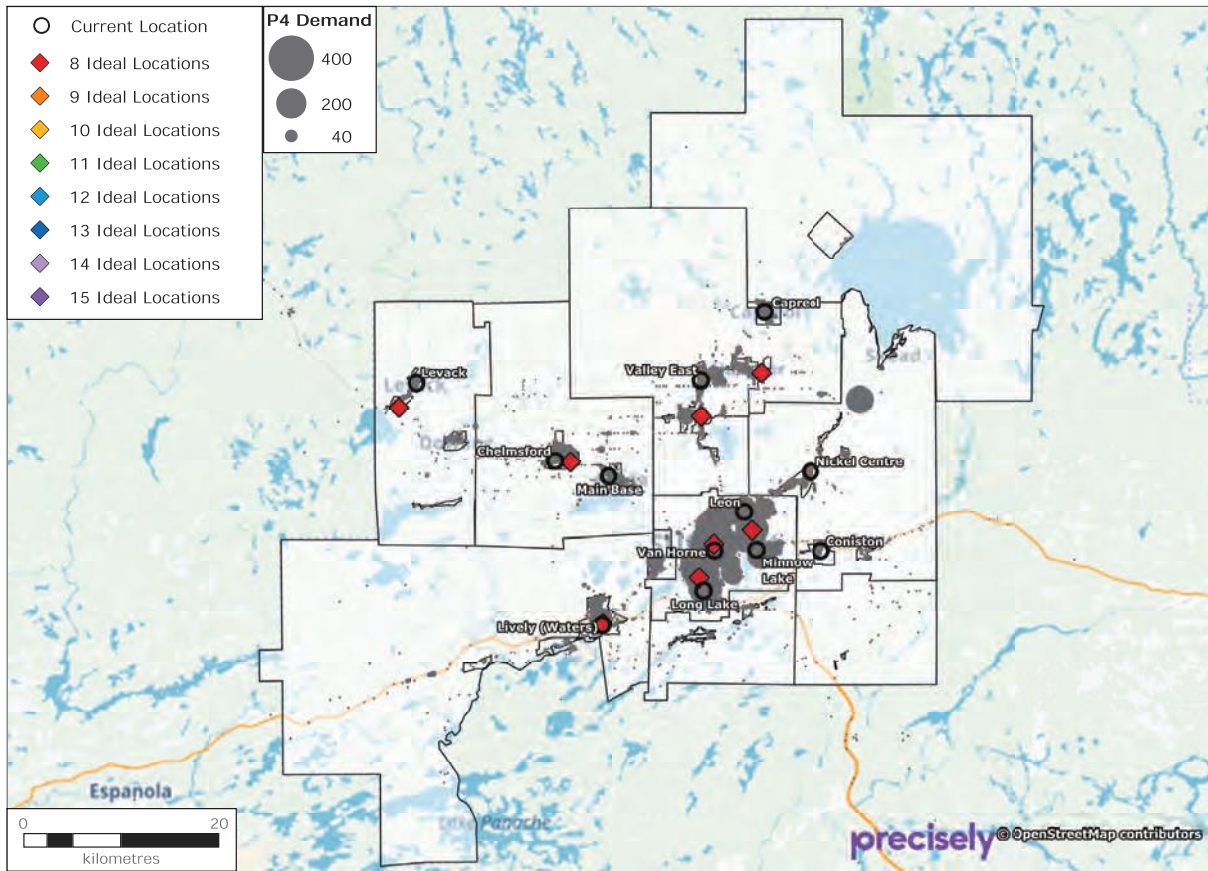 Current Location
8 Ideal Locations
9 Ideal Locations
10 Ideal Locations
11 Ideal Locations
12 Ideal Locations
13 Ideal Locations
14 Ideal Locations
15 Ideal Locations
P4 Demand
400
200
40
Capreol
Levack
Valley East
Chelmsford
Main Base
Nickel Centre
Leon
Van Horne
Minnow
Lake
Coniston
Long Lake
Lively (Waters)
Espanola
Lake Panache
0 20
kilometres
precisely © OpenStreetMap contributors